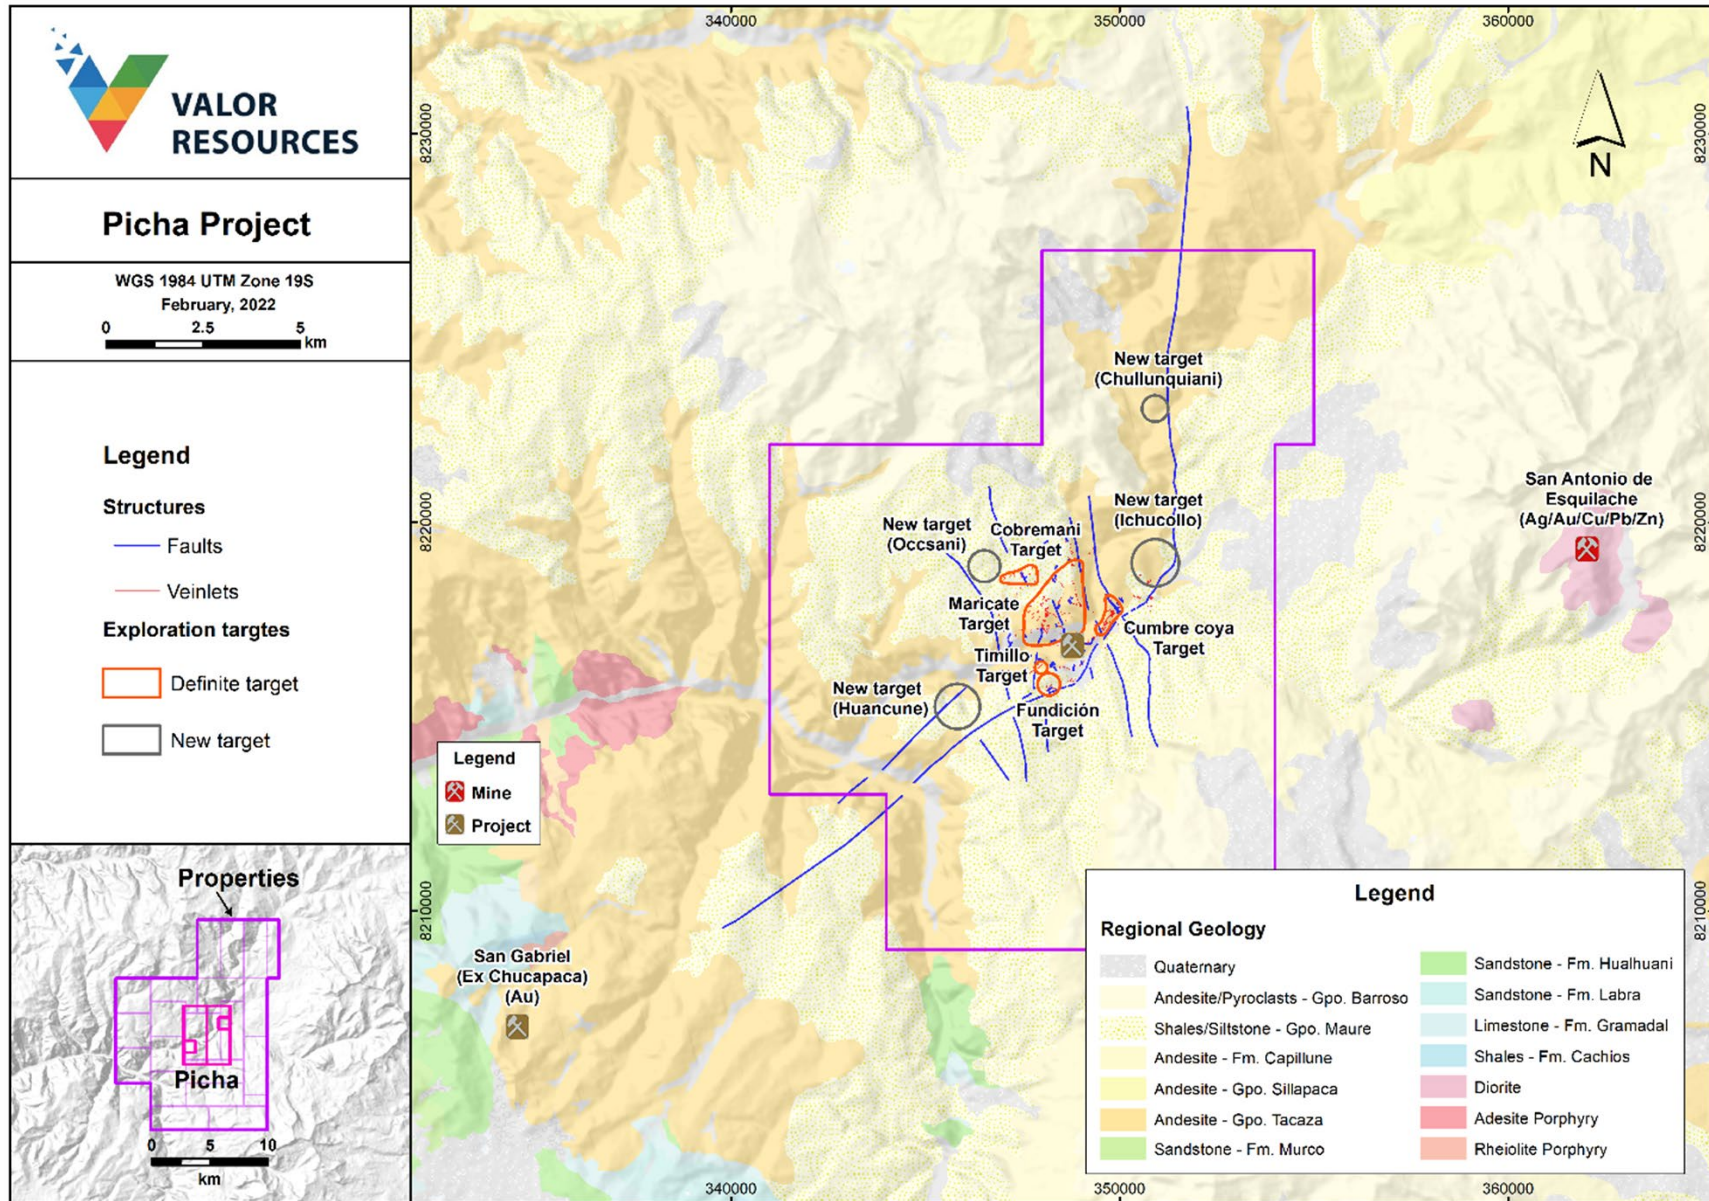 VALOR
RESOURCES
Picha Project
WGS 1984 UTM Zone 19S
February, 2022
0 2.5 5
km
Legend
Structures
Faults
Veinlets
Exploration targtes
Definite target
New target
Properties
Picha
0 5 10
km
340000 350000 360000
8230000 8230000
8220000 8220000
8210000 8210000
340000 350000 360000
N
New target
(Chullunquiani)
New target
(Ichucollo)
New target
(Occsani)
Cobremani
Target
Maricate
Target
Cumbre coya
Target
Timillo
Target
New target
(Huancune)
Fundición
Target
San Antonio de
Esquilache
(Ag/Au/Cu/Pb/Zn)
San Gabriel
(Ex Chucapaca)
(Au)
Legend
Mine
Project
Legend
Regional Geology
Quaternary
Andesite/Pyroclasts - Gpo. Barroso
Shales/Siltstone - Gpo. Maure
Andesite - Fm. Capillune
Andesite - Gpo. Sillapaca
Andesite - Gpo. Tacaza
Sandstone - Fm. Murco
Sandstone - Fm. Hualhuani
Sandstone - Fm. Labra
Limestone - Fm. Gramadal
Shales - Fm. Cachios
Diorite
Adesite Porphyry
Rheiolite Porphyry